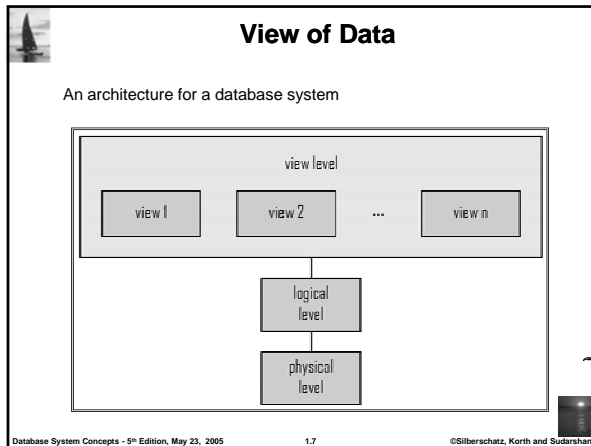 View of Data
An architecture for a database system
view level
view 1 view 2 ... view n
logical
level
physical
level
Database System Concepts - 5th Edition, May 23, 2005 1.7 ©Silberschatz, Korth and Sudarshan